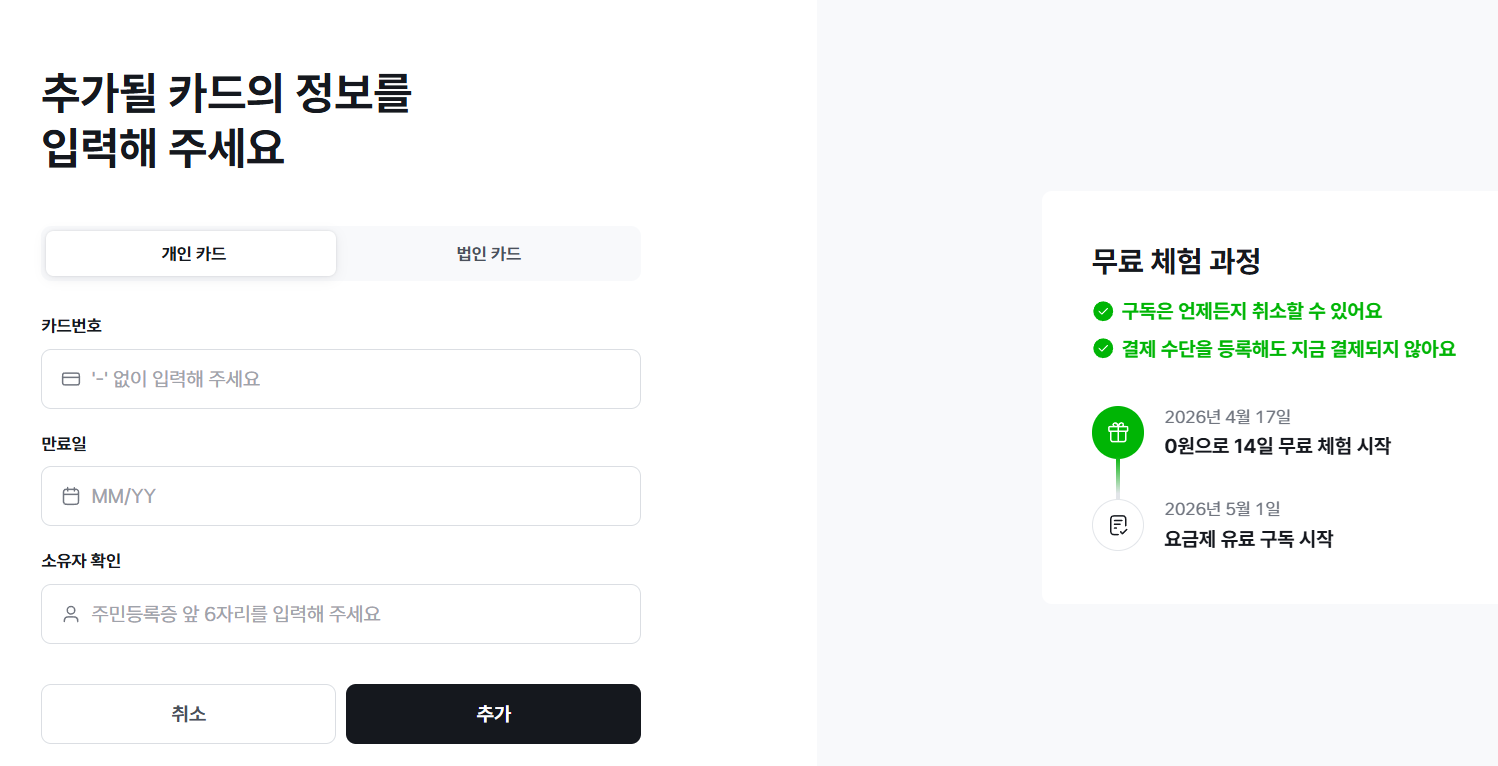 추가될 카드의 정보를
입력해 주세요
개인 카드
법인 카드
카드번호
'-' 없이 입력해 주세요
만료일
MM/YY
소유자 확인
주민등록증 앞 6자리를 입력해 주세요
취소
추가
무료 체험 과정
구독은 언제든지 취소할 수 있어요
결제 수단을 등록해도 지금 결제되지 않아요
2026년 4월 17일
0원으로 14일 무료 체험 시작
2026년 5월 1일
요금제 유료 구독 시작